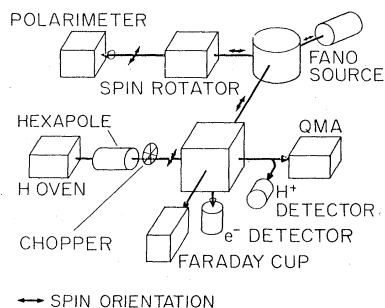 POLARIMETER
FANO
SOURCE
SPIN ROTATOR
HEXAPOLE
QMA
H OVEN
H+
DETECTOR
CHOPPER
e- DETECTOR
FARADAY CUP
SPIN ORIENTATION